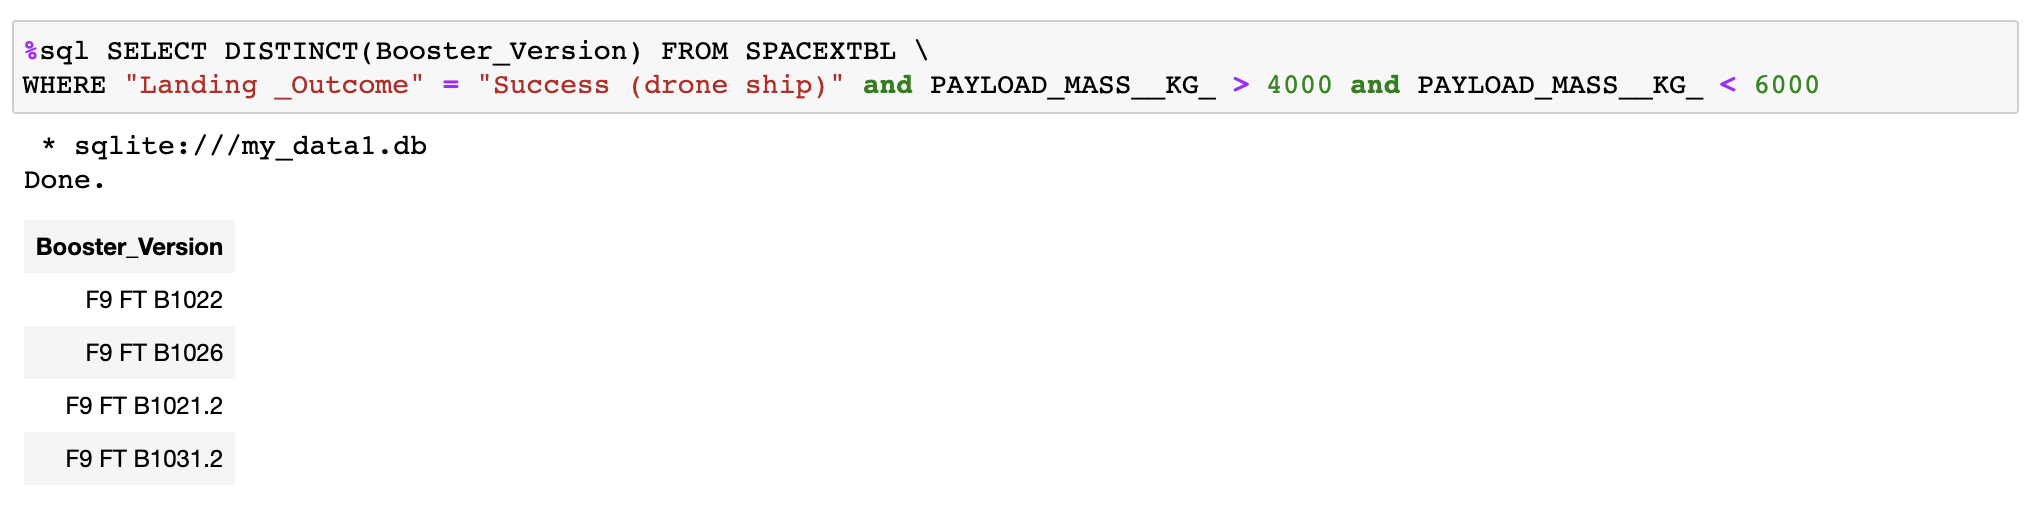 %sql SELECT DISTINCT(Booster_Version) FROM SPACEXTBL \
WHERE "Landing _Outcome" = "Success (drone ship)" and PAYLOAD_MASS__KG_ > 4000 and PAYLOAD_MASS__KG_ < 6000
* sqlite:///my_data1.db
Done.
Booster_Version
F9 FT B1022
F9 FT B1026
F9 FT B1021.2
F9 FT B1031.2